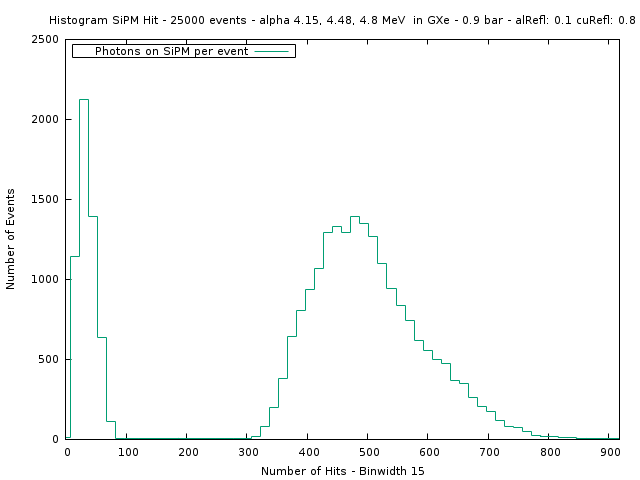 Histogram SiPM Hit - 25000 events - alpha 4.15, 4.48, 4.8 MeV  in GXe - 0.9 bar - alRefl: 0.1 cuRefl: 0.8
2500
Photons on SiPM per event
2000
1500
Number of Events
1000
500
0
0 100 200 300 400 500 600 700 800 900
Number of Hits - Binwidth 15